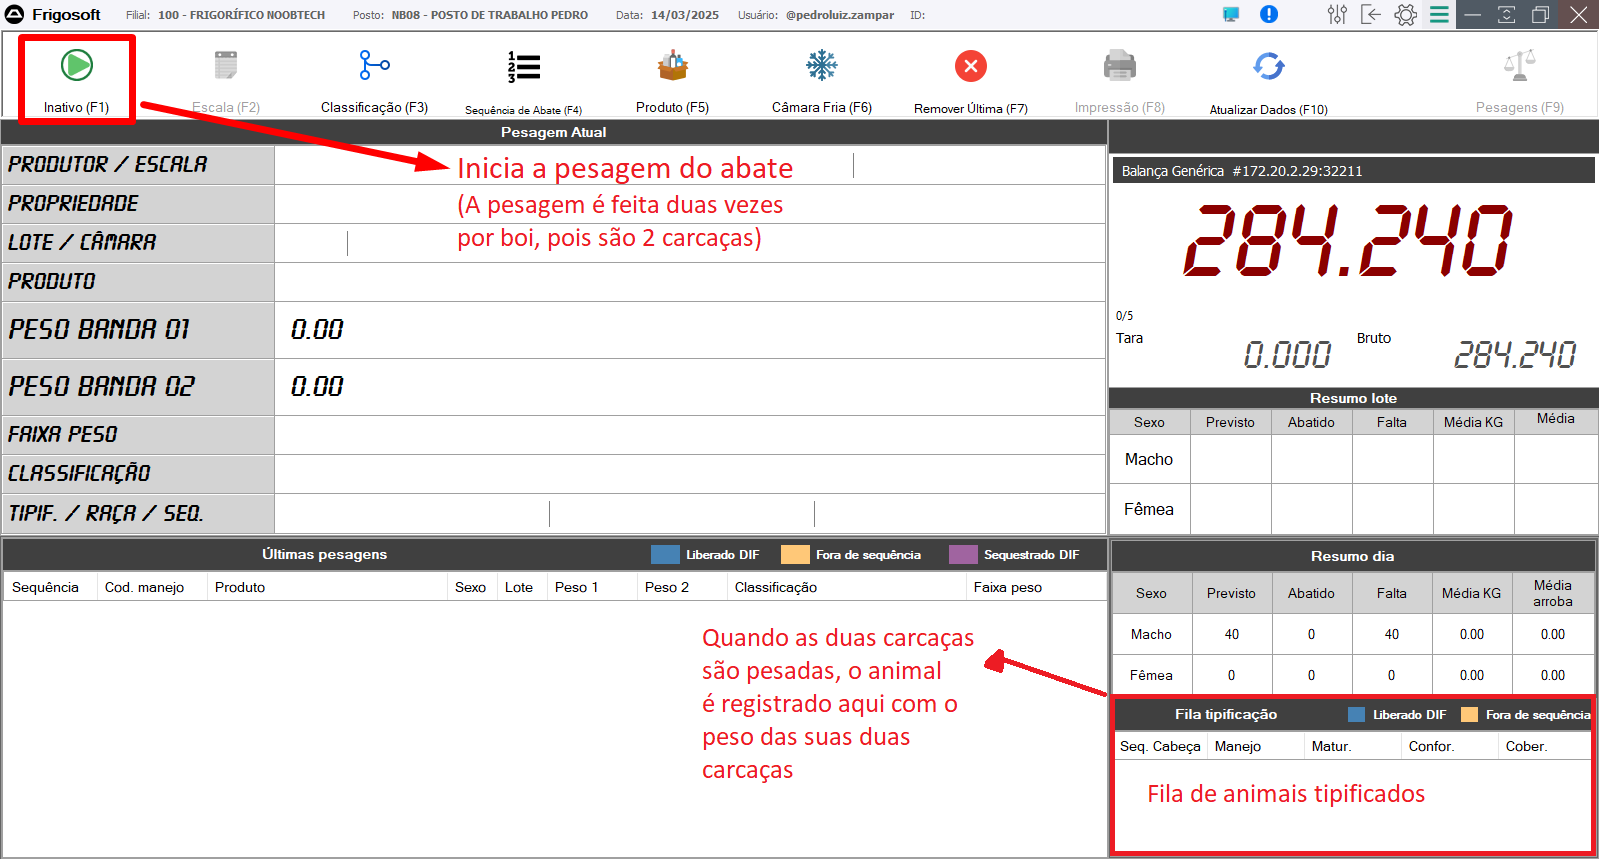 Frigosoft Filial: 100 - FRIGORÍFICO NOOBTECH Posto: NB08 - POSTO DE TRABALHO PEDRO Data: 14/03/2025 Usuário: @pedroluiz.zampar ID:
Inativo (F1) Escala (F2) Classificação (F3) Sequência de Abate (F4) Produto (F5) Câmara Fria (F6) Remover Última (F7) Impressão (F8) Atualizar Dados (F10) Pesagens (F9)
Pesagem Atual
PRODUTOR / ESCALA
PROPRIEDADE
LOTE / CÂMARA
PRODUTO
PESO BANDA 01 0.00
PESO BANDA 02 0.00
FAIXA PESO
CLASSIFICAÇÃO
TIPIF. / RAÇA / SEQ.
Inicia a pesagem do abate
(A pesagem é feita duas vezes
por boi, pois são 2 carcaças)
Balança Genérica #172.20.2.29:32211
284.240
0/5
Tara 0.000 Bruto 284.240
Resumo lote
Sexo Previsto Abatido Falta Média KG Média
Macho
Fêmea
Últimas pesagens Liberado DIF Fora de sequência Sequestrado DIF
Sequência Cod. manejo Produto Sexo Lote Peso 1 Peso 2 Classificação Faixa peso
Quando as duas carcaças
são pesadas, o animal
é registrado aqui com o
peso das suas duas
carcaças
Resumo dia
Sexo Previsto Abatido Falta Média KG Média arroba
Macho 40 0 40 0.00 0.00
Fêmea 0 0 0 0.00 0.00
Fila tipificação Liberado DIF Fora de sequência
Seq. Cabeça Manejo Matur. Confor. Cober.
Fila de animais tipificados